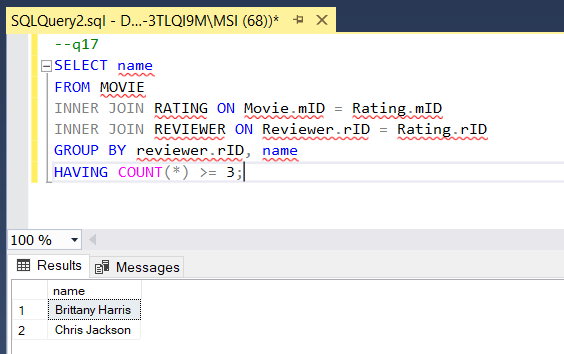 SQLQuery2.sql - D...-3TLQI9M\MSI (68))*
--q17
SELECT name
FROM MOVIE
INNER JOIN RATING ON Movie.mID = Rating.mID
INNER JOIN REVIEWER ON Reviewer.rID = Rating.rID
GROUP BY reviewer.rID, name
HAVING COUNT(*) >= 3;
100 %
Results Messages
name
1 Brittany Harris
2 Chris Jackson